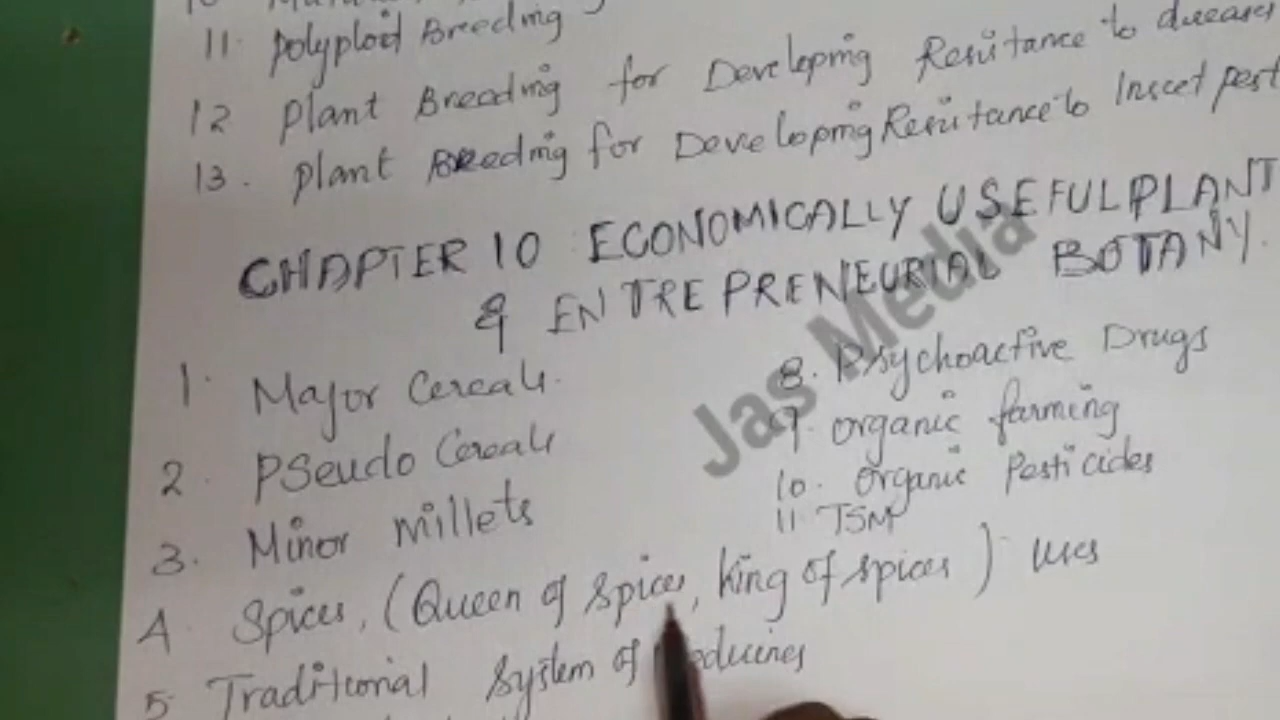 11. Polyploid Breeding
12 Plant Breeding for Developing Resistance to diseases
13. Plant Breeding for Developing Resistance to Insect pest
CHAPTER 10 ECONOMICALLY USEFUL PLANT
& ENTREPRENEURIAL BOTANY.
1. Major Cereals.
2. PSeudo Cereals
3. Minor Millets
4. Spices, (Queen of Spices, King of spices) uses
5. Traditional System of Medicines
8. Psychoactive Drugs
9. Organic farming
10. Organic Pesticides
11 TSM
Jas Media